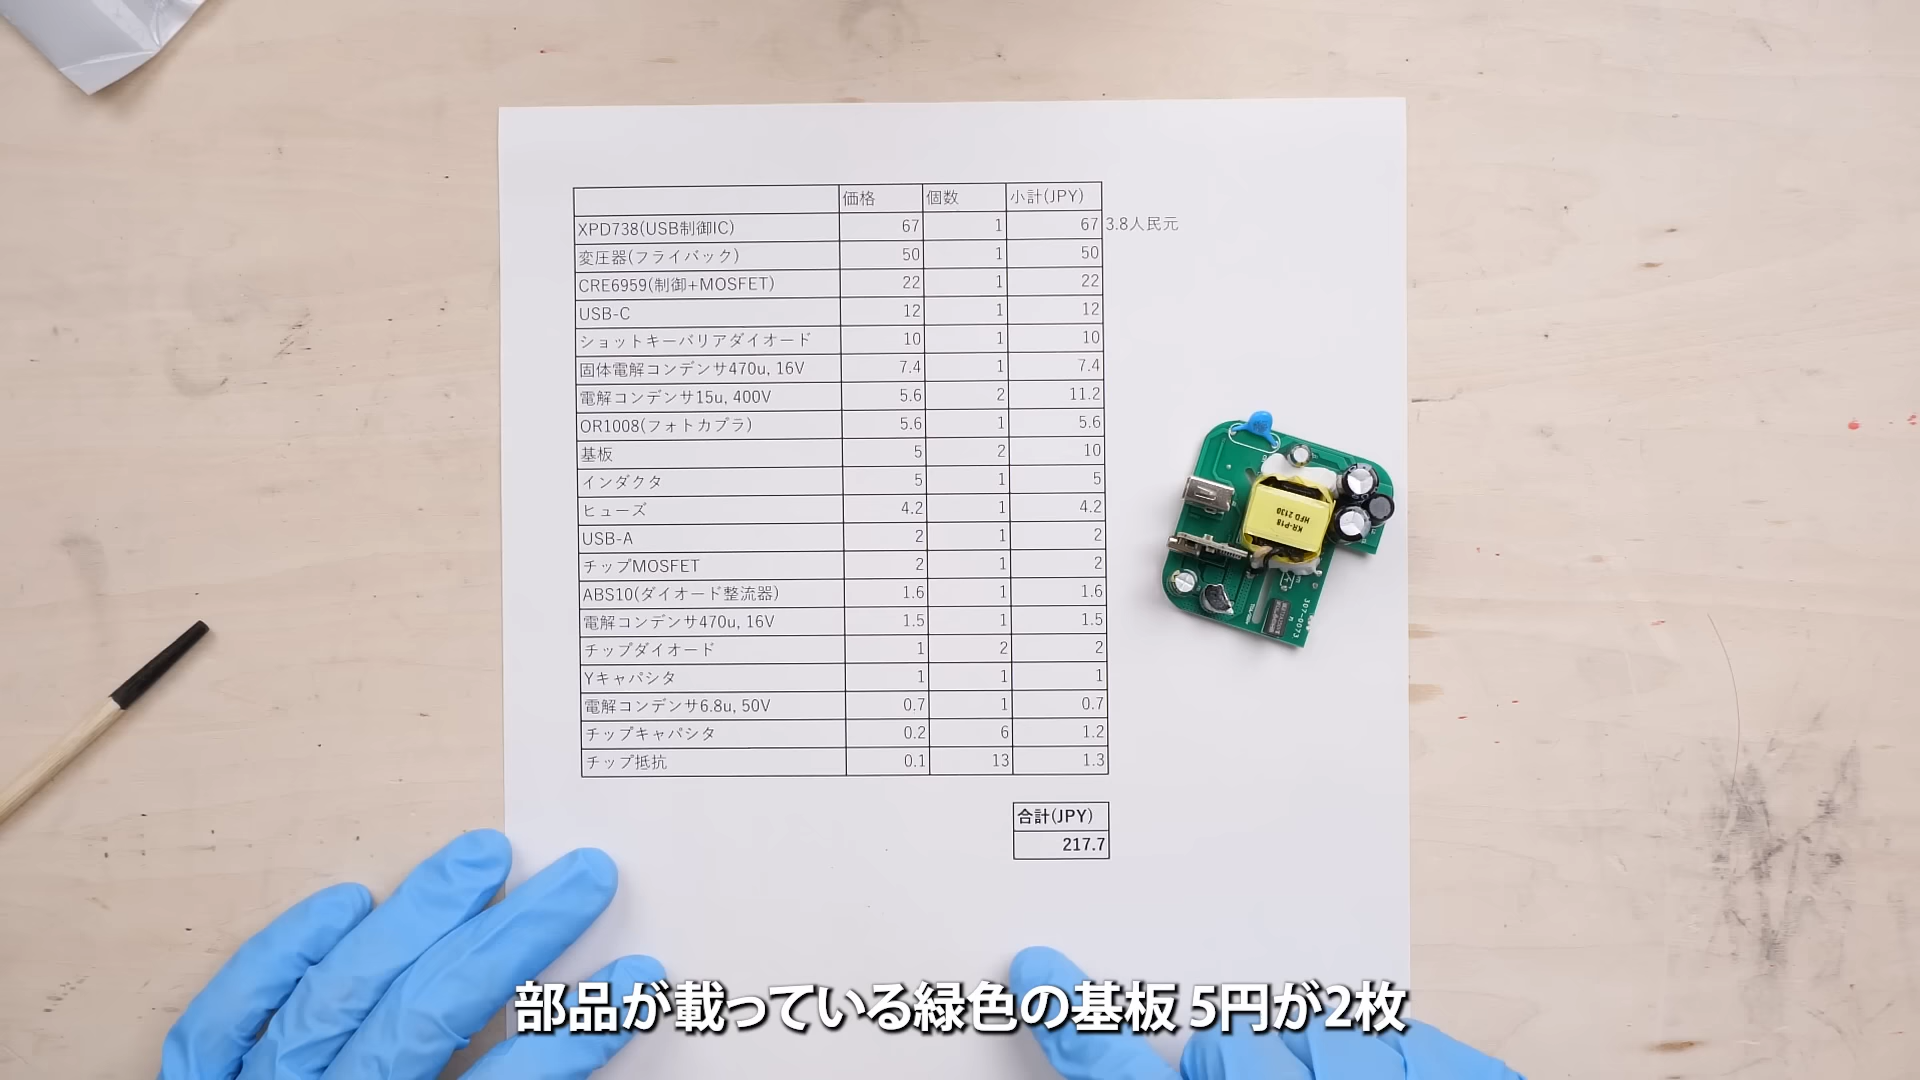 価格 個数 小計(JPY)
XPD738(USB制御IC) 67 1 67 3.8人民元
変圧器(フライバック) 50 1 50
CRE6959(制御+MOSFET) 22 1 22
USB-C 12 1 12
ショットキーバリアダイオード 10 1 10
固体電解コンデンサ470u, 16V 7.4 1 7.4
電解コンデンサ15u, 400V 5.6 2 11.2
OR1008(フォトカプラ) 5.6 1 5.6
基板 5 2 10
インダクタ 5 1 5
ヒューズ 4.2 1 4.2
USB-A 2 1 2
チップMOSFET 2 1 2
ABS10(ダイオード整流器) 1.6 1 1.6
電解コンデンサ470u, 16V 1.5 1 1.5
チップダイオード 1 2 2
Yキャパシタ 1 1 1
電解コンデンサ6.8u, 50V 0.7 1 0.7
チップキャパシタ 0.2 6 1.2
チップ抵抗 0.1 13 1.3
合計(JPY)
217.7
KR-P18
HFD 2130
307-0073
部品が載っている緑色の基板 5円が2枚